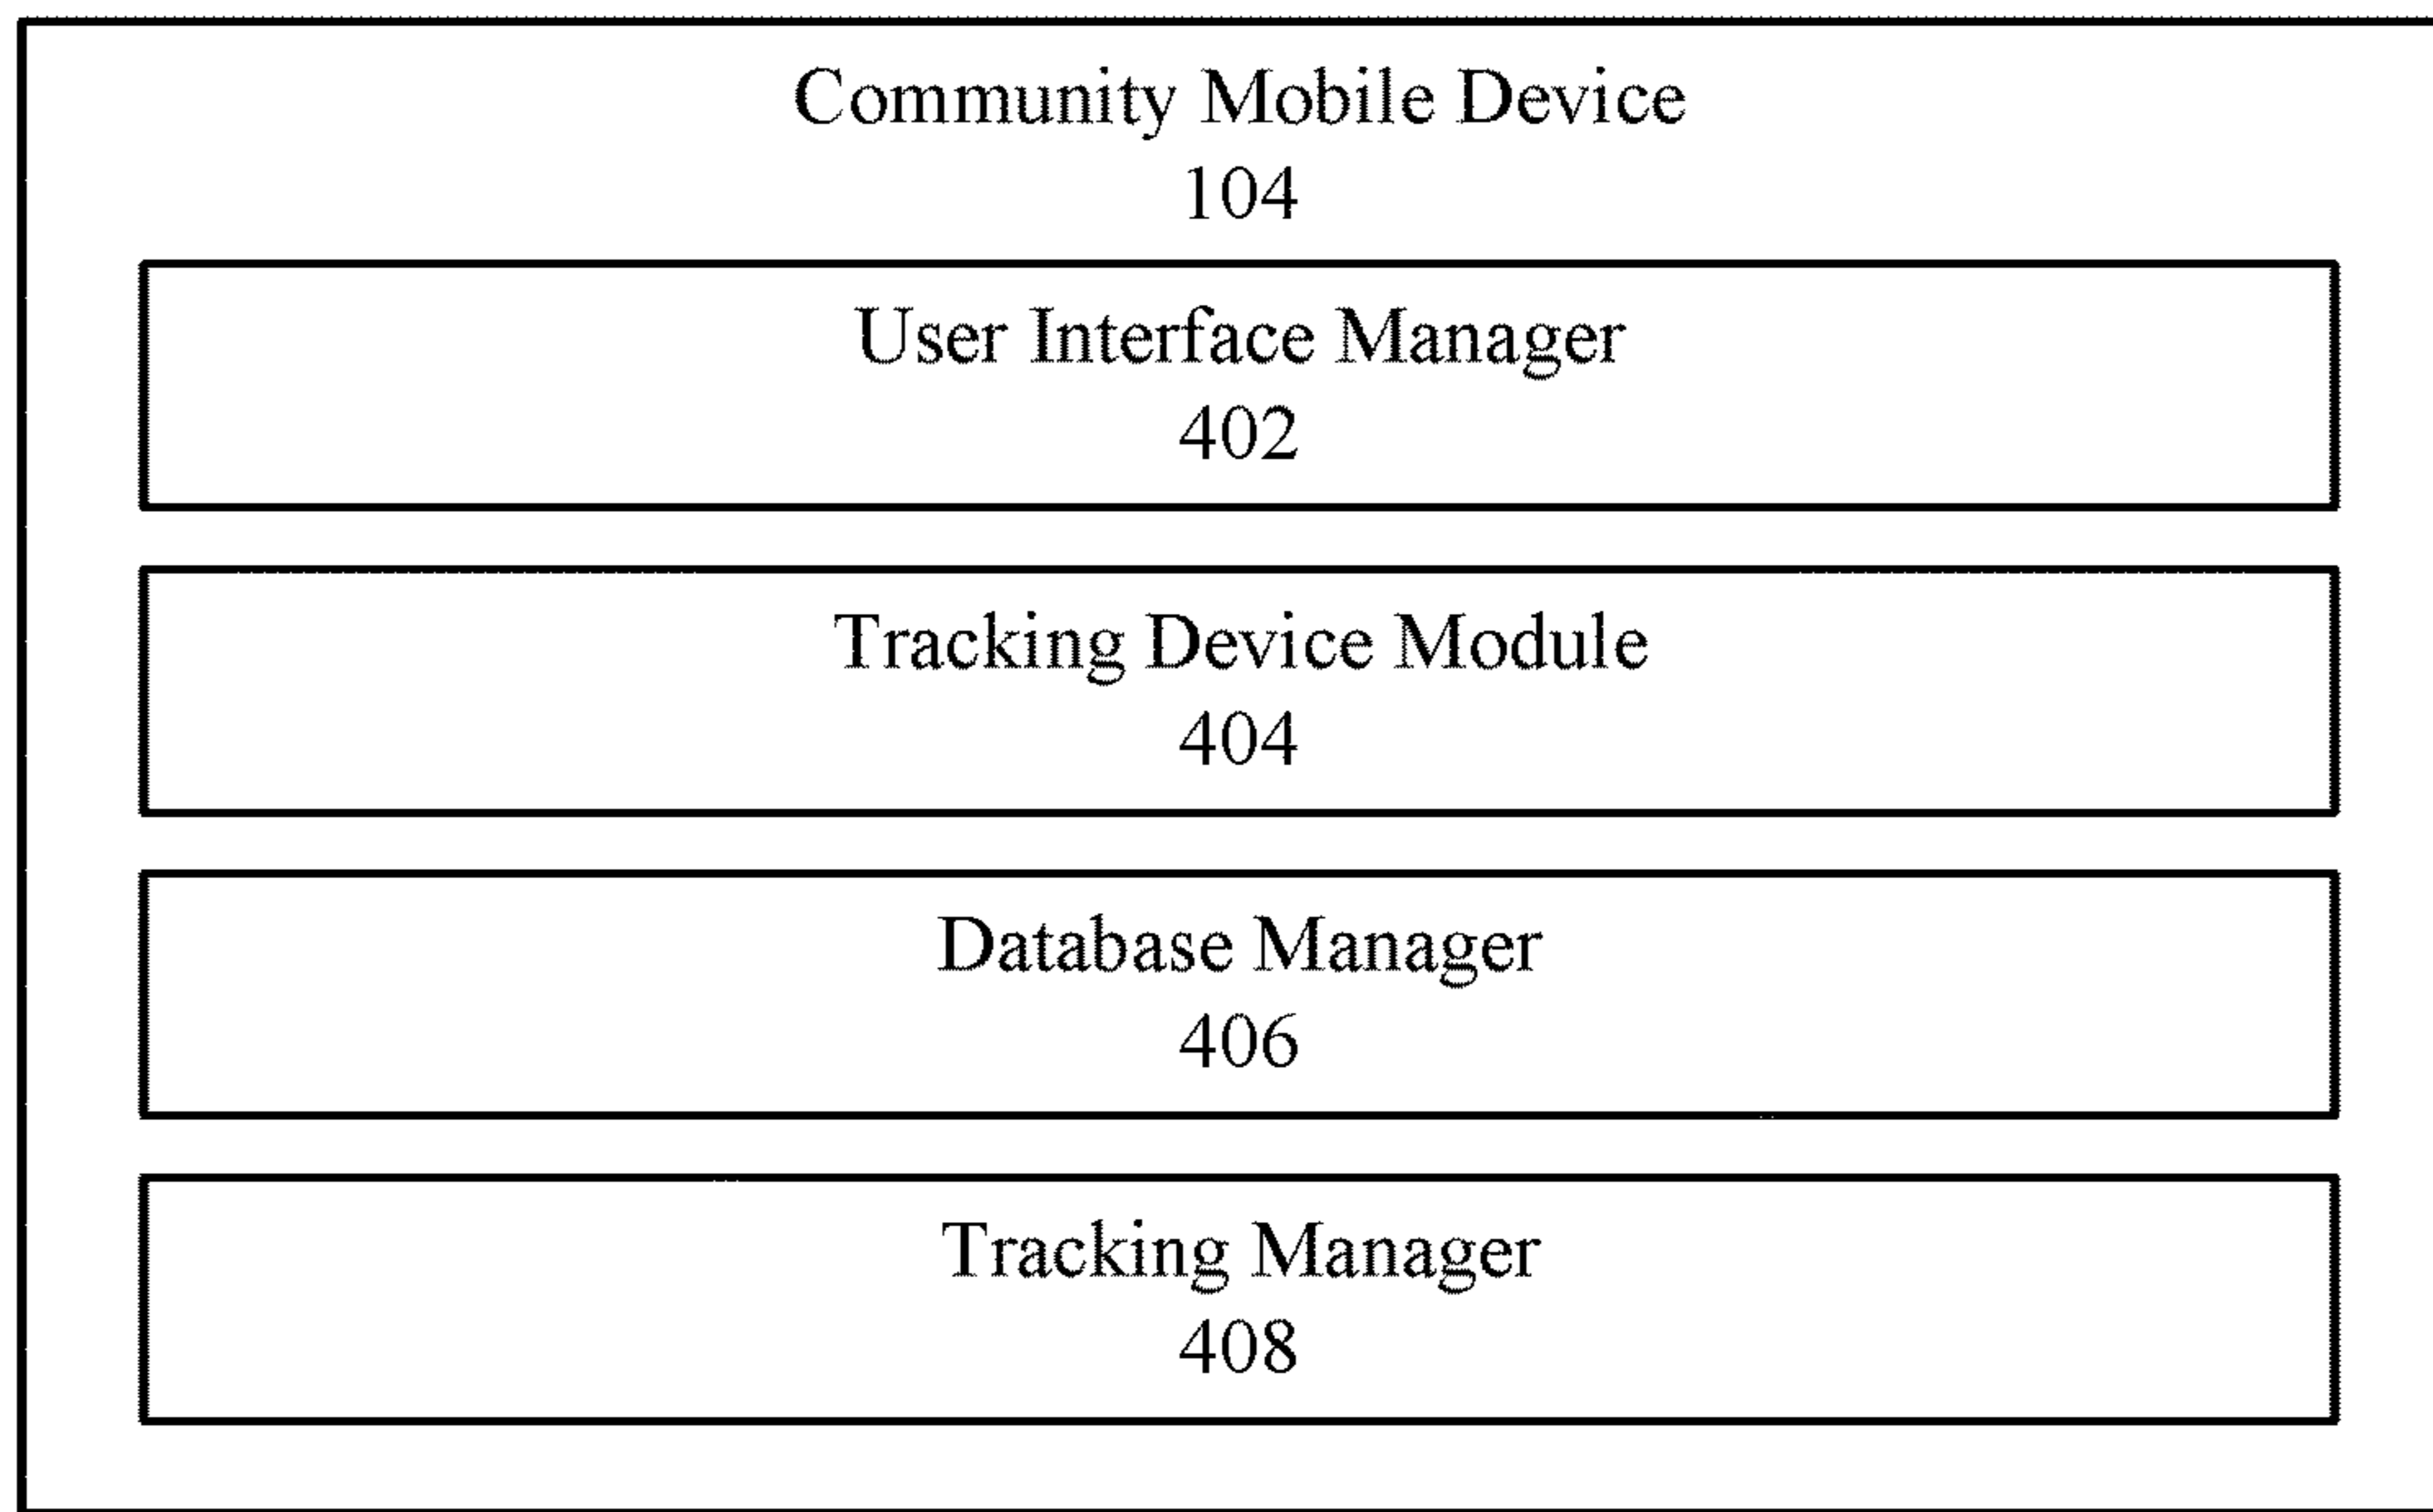 Community Mobile Device
104
User Interface Manager
402
Tracking Device Module
404
Database Manager
406
Tracking Manager
408